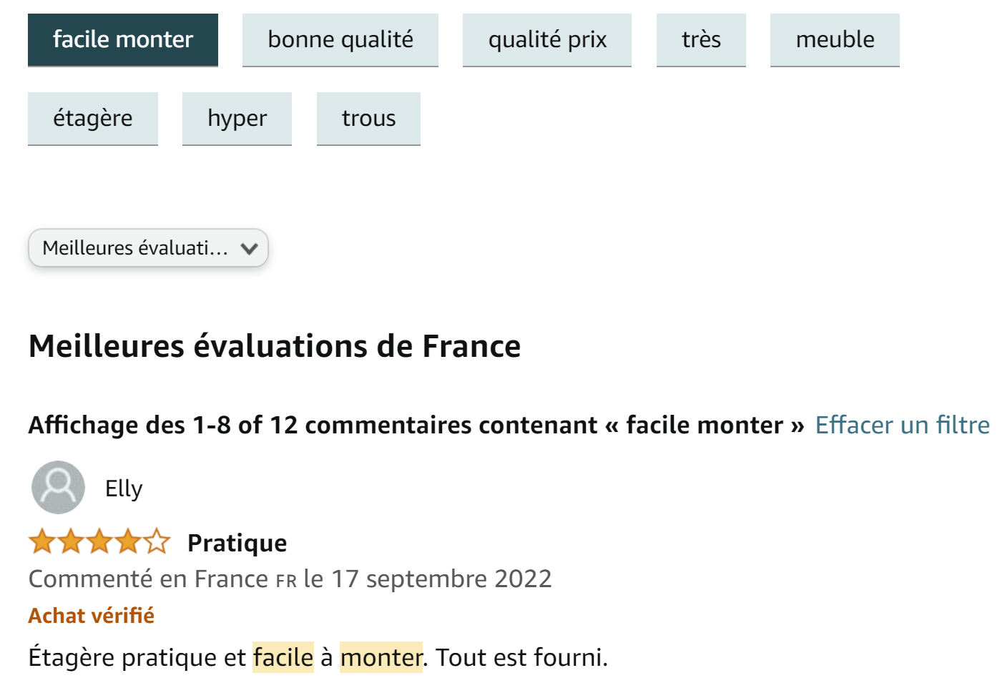 facile monter bonne qualité qualité prix très meuble
étagère hyper trous
Meilleures évaluati...
Meilleures évaluations de France
Affichage des 1-8 of 12 commentaires contenant « facile monter » Effacer un filtre
Elly
Pratique
Commenté en France FR le 17 septembre 2022
Achat vérifié
Étagère pratique et facile à monter. Tout est fourni.